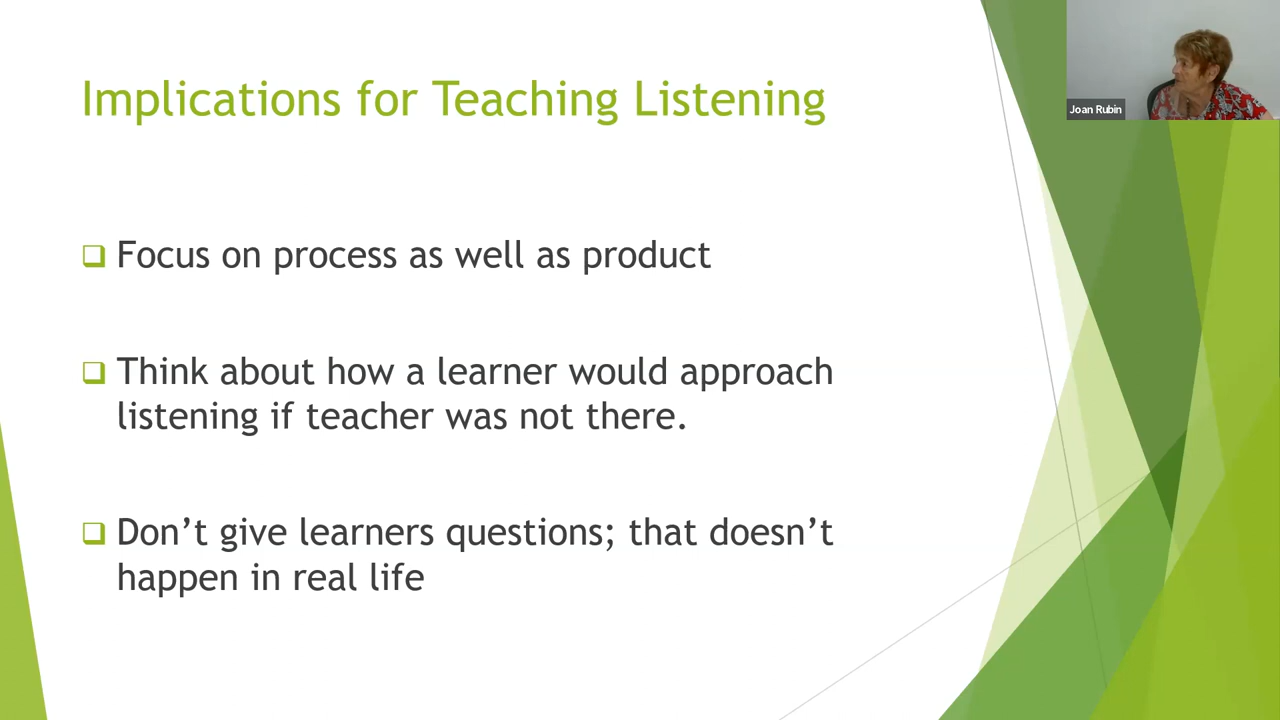 Implications for Teaching Listening
Joan Rubin
Focus on process as well as product
Think about how a learner would approach
listening if teacher was not there.
Don’t give learners questions; that doesn’t
happen in real life